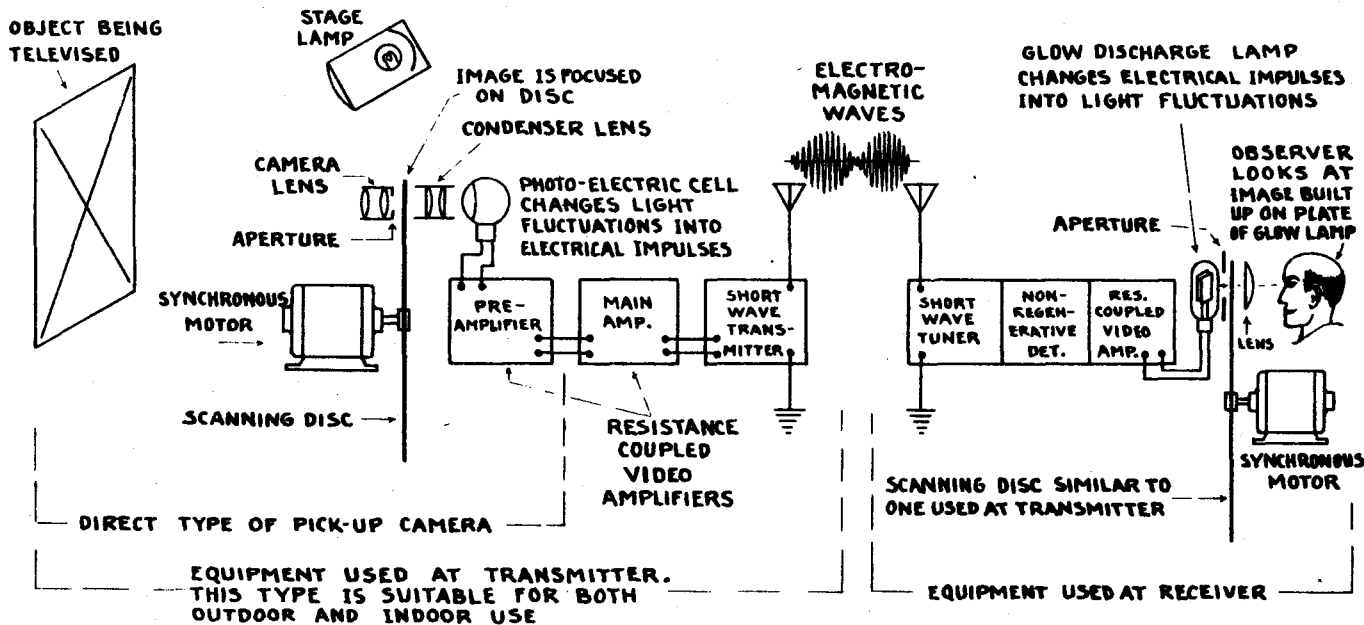 OBJECT BEING
TELEVISED
STAGE
LAMP
IMAGE IS FOCUSED
ON DISC
CONDENSER LENS
CAMERA
LENS
APERTURE
PHOTO-ELECTRIC CELL
CHANGES LIGHT
FLUCTUATIONS INTO
ELECTRICAL IMPULSES
ELECTRO-
MAGNETIC
WAVES
GLOW DISCHARGE LAMP
CHANGES ELECTRICAL IMPULSES
INTO LIGHT FLUCTUATIONS
OBSERVER
LOOKS AT
IMAGE BUILT
UP ON PLATE
OF GLOW LAMP
APERTURE
SYNCHRONOUS
MOTOR
PRE-
AMPLIFIER
MAIN
AMP.
SHORT
WAVE
TRANS-
MITTER
SHORT
WAVE
TUNER
NON-
REGEN-
ERATIVE
DET.
RES.
COUPLED
VIDEO
AMP.
LENS
SCANNING DISC
RESISTANCE
COUPLED
VIDEO
AMPLIFIERS
SYNCHRONOUS
MOTOR
SCANNING DISC SIMILAR TO
ONE USED AT TRANSMITTER
DIRECT TYPE OF PICK-UP CAMERA
EQUIPMENT USED AT TRANSMITTER.
THIS TYPE IS SUITABLE FOR BOTH
OUTDOOR AND INDOOR USE
EQUIPMENT USED AT RECEIVER